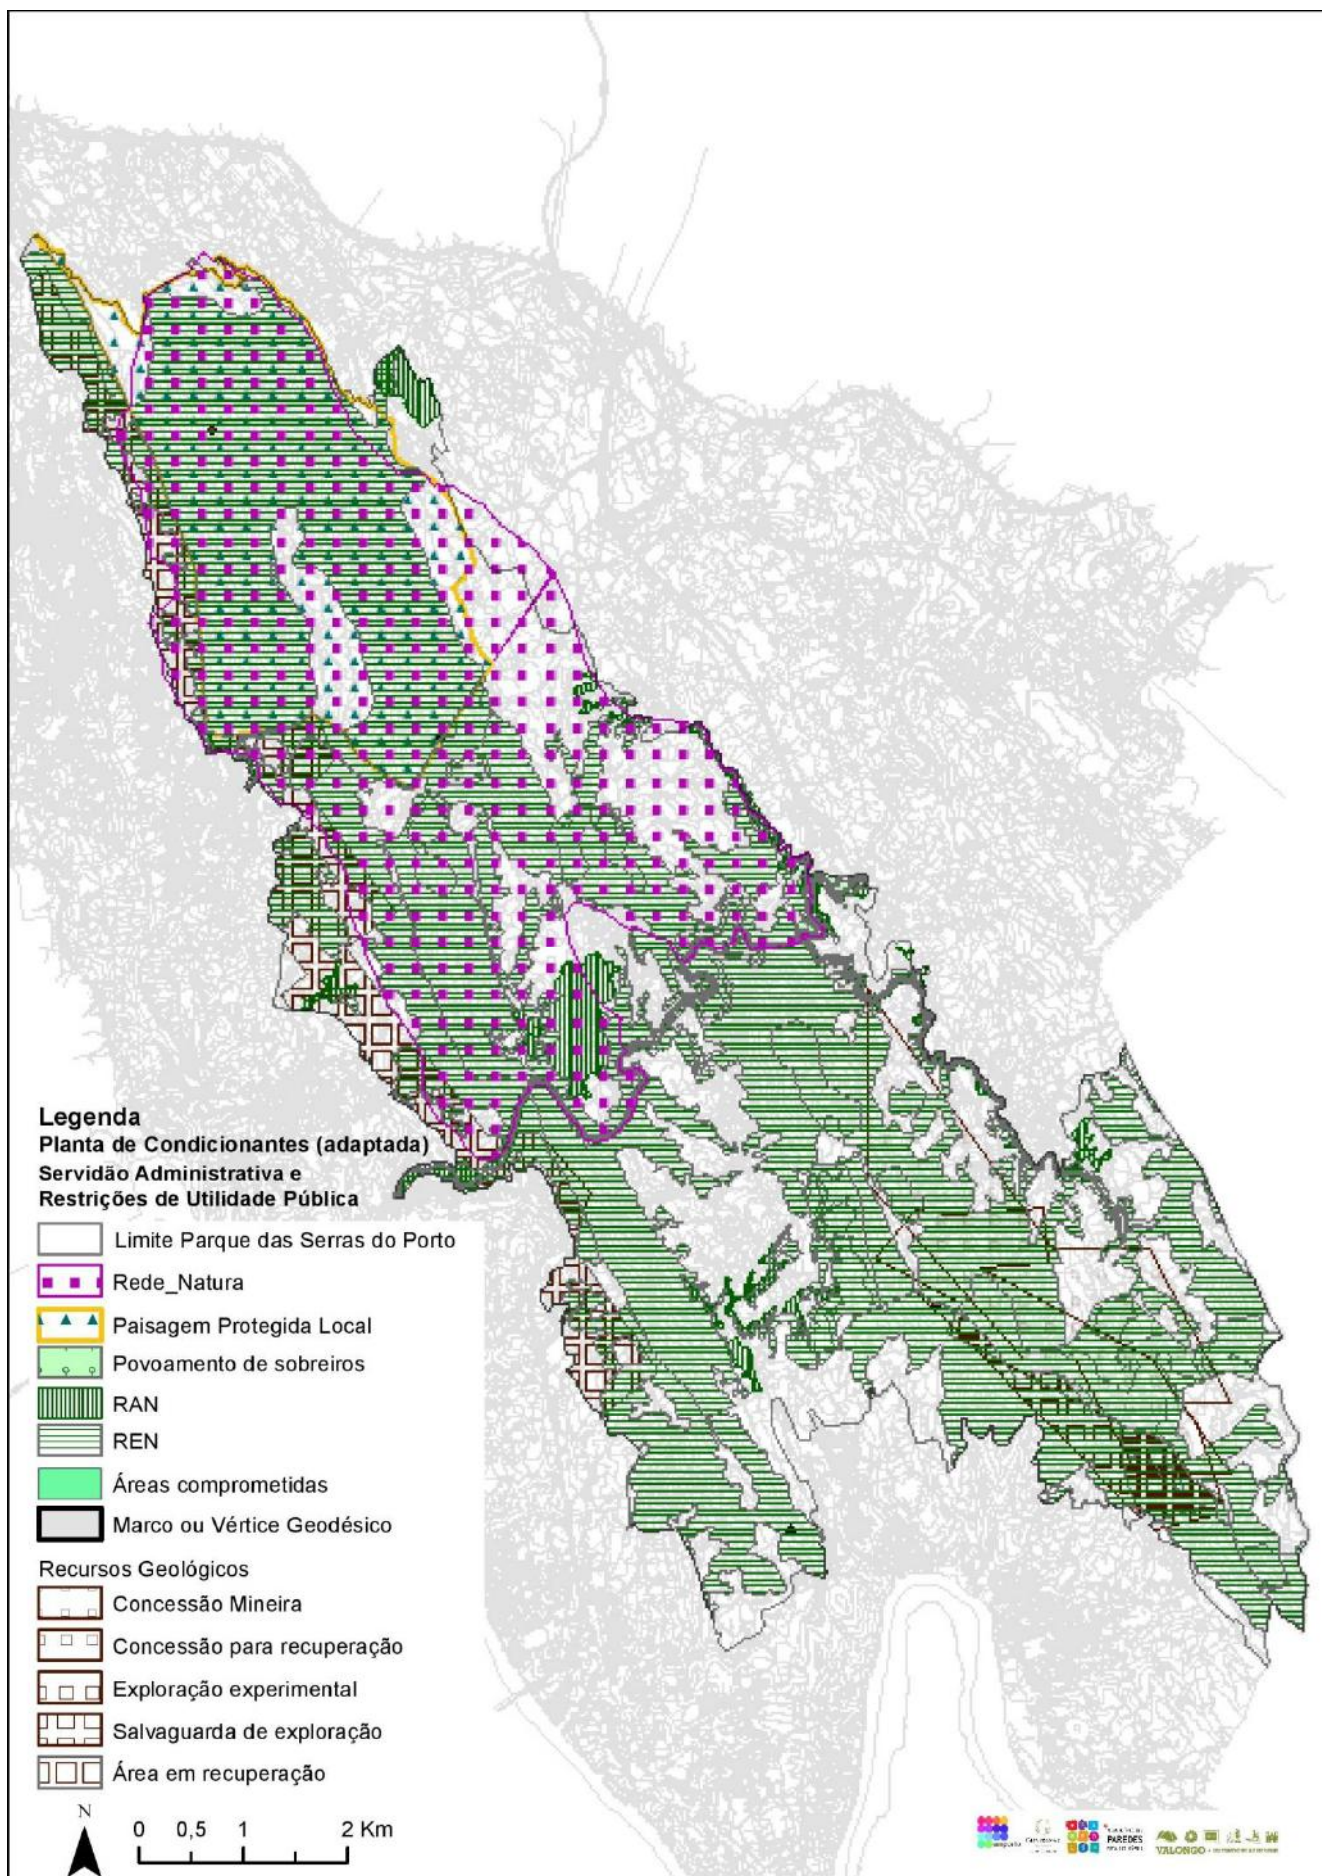 Legenda
Planta de Condicionantes (adaptada)
Servidão Administrativa e
Restrições de Utilidade Pública
Limite Parque das Serras do Porto
Rede_Natura
Paisagem Protegida Local
Povoamento de sobreiros
RAN
REN
Áreas comprometidas
Marco ou Vértice Geodésico
Recursos Geológicos
Concessão Mineira
Concessão para recuperação
Exploração experimental
Salvaguarda de exploração
Área em recuperação
N
0 0,5 1 2 Km
PAREDES
VALONGO